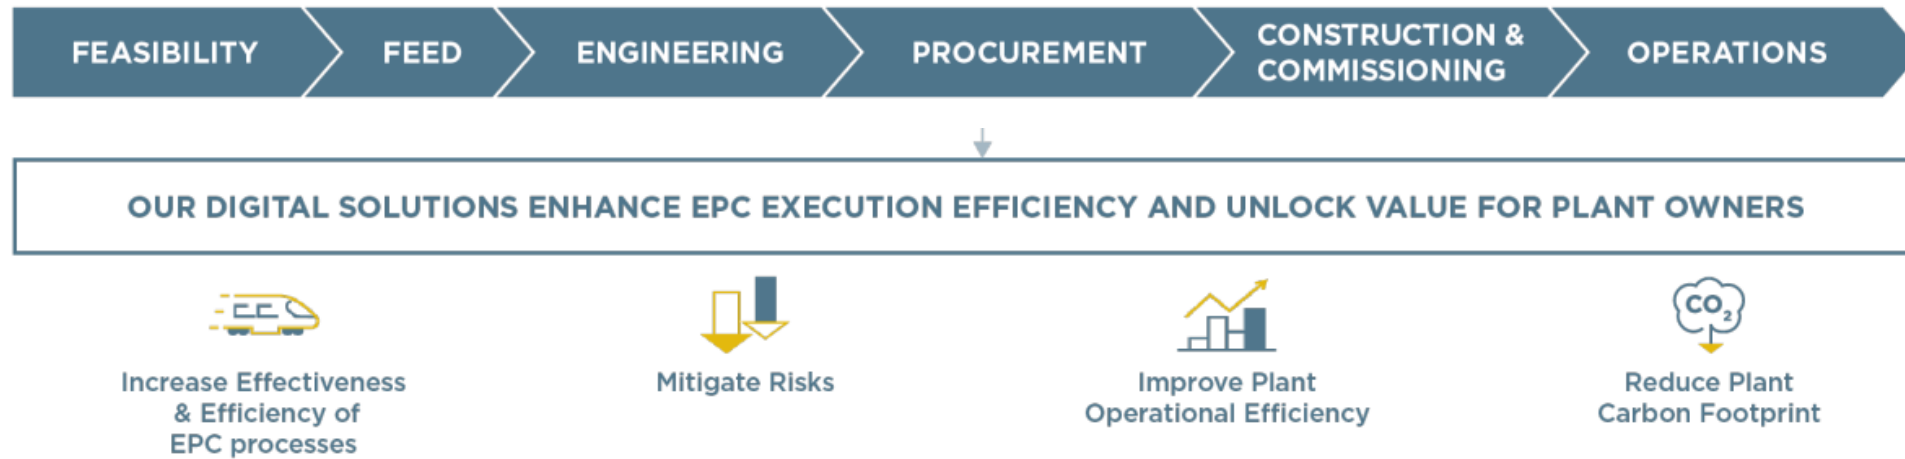 FEASIBILITY
FEED
ENGINEERING
PROCUREMENT
CONSTRUCTION &
COMMISSIONING
OPERATIONS
OUR DIGITAL SOLUTIONS ENHANCE EPC EXECUTION EFFICIENCY AND UNLOCK VALUE FOR PLANT OWNERS
Increase Effectiveness
& Efficiency of
EPC processes
Mitigate Risks
Improve Plant
Operational Efficiency
CO2
Reduce Plant
Carbon Footprint